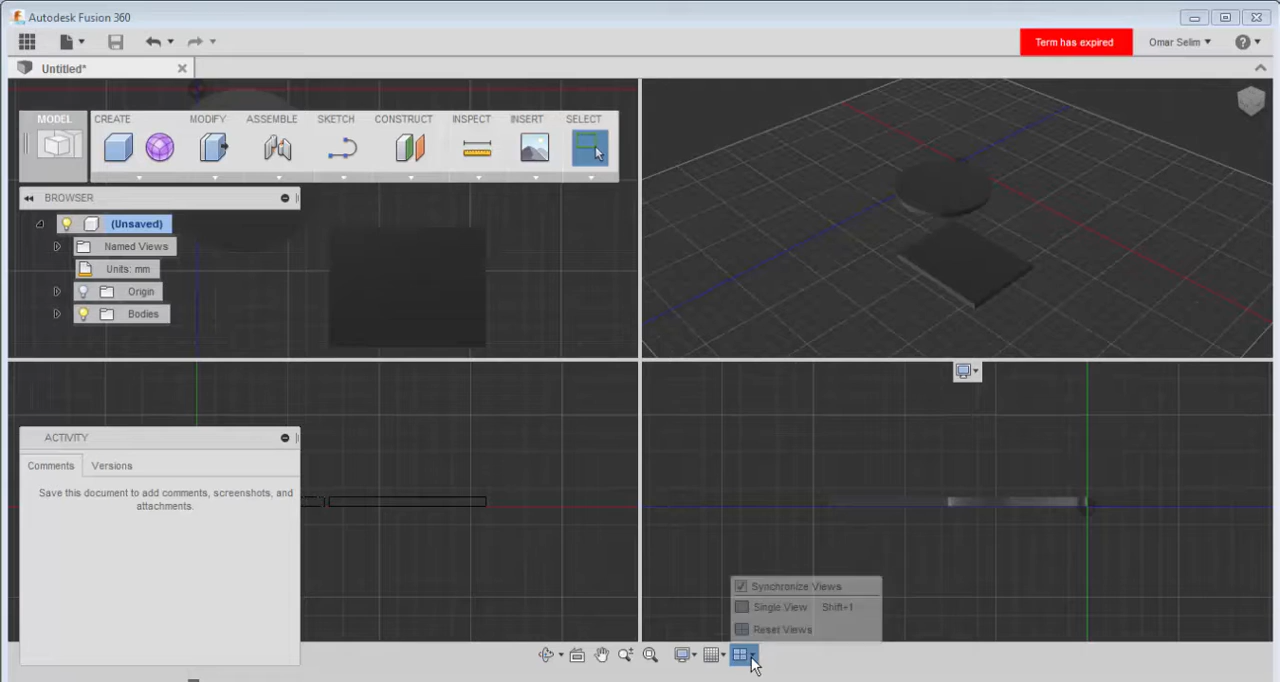 Autodesk Fusion 360
Term has expired
Omar Selim
?
Untitled*
MODEL
CREATE
MODIFY
ASSEMBLE
SKETCH
CONSTRUCT
INSPECT
INSERT
SELECT
BROWSER
(Unsaved)
Named Views
Units: mm
Origin
Bodies
ACTIVITY
Comments
Versions
Save this document to add comments, screenshots, and
attachments.
Synchronize Views
Single View Shift+1
Reset Views